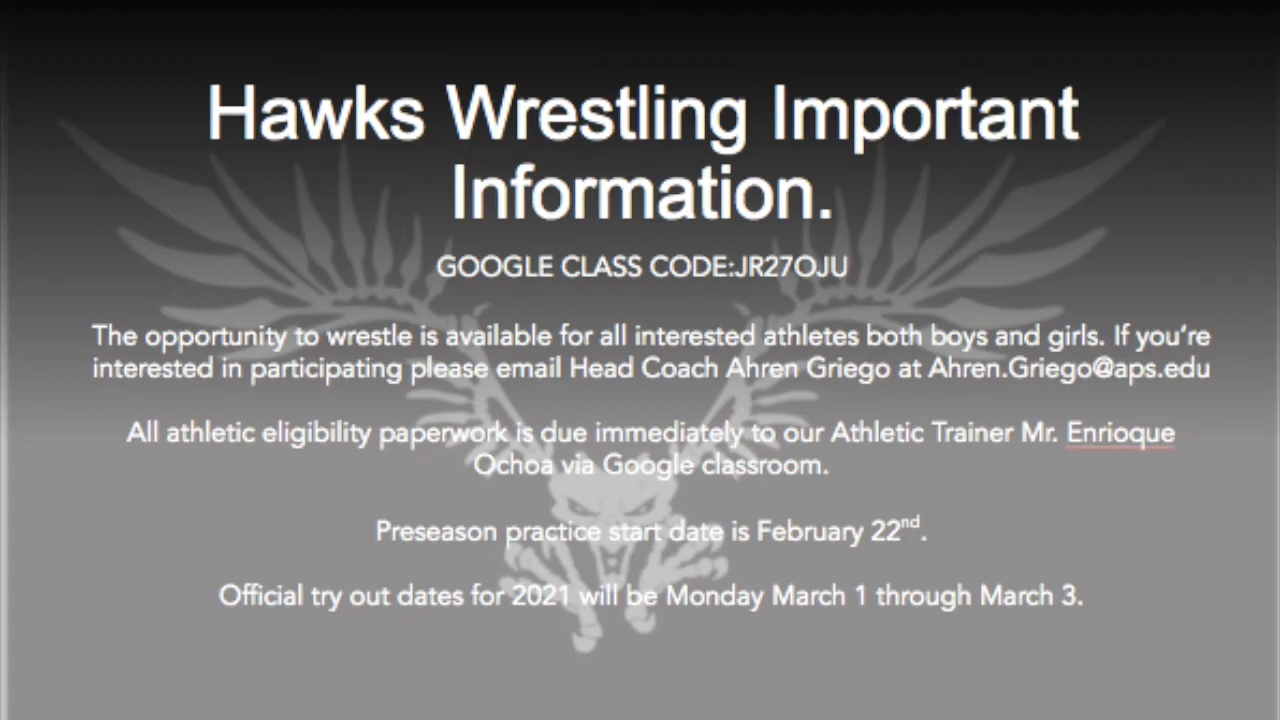 Hawks Wrestling Important
Information.
GOOGLE CLASS CODE:JR27OJU
The opportunity to wrestle is available for all interested athletes both boys and girls. If you’re
interested in participating please email Head Coach Ahren Griego at Ahren.Griego@aps.edu
All athletic eligibility paperwork is due immediately to our Athletic Trainer Mr. Enrioque
Ochoa via Google classroom.
Preseason practice start date is February 22nd.
Official try out dates for 2021 will be Monday March 1 through March 3.